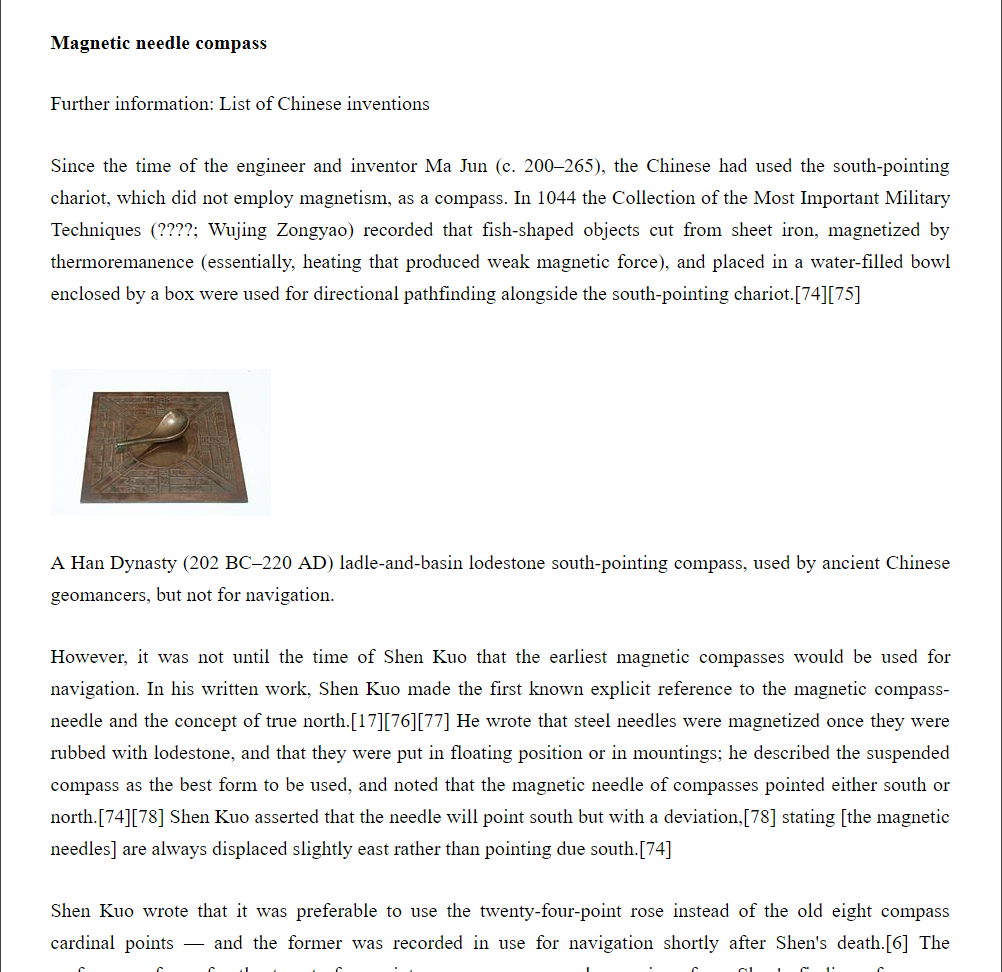 Magnetic needle compass
Further information: List of Chinese inventions
Since the time of the engineer and inventor Ma Jun (c. 200–265), the Chinese had used the south-pointing
chariot, which did not employ magnetism, as a compass. In 1044 the Collection of the Most Important Military
Techniques (????; Wujing Zongyao) recorded that fish-shaped objects cut from sheet iron, magnetized by
thermoremanence (essentially, heating that produced weak magnetic force), and placed in a water-filled bowl
enclosed by a box were used for directional pathfinding alongside the south-pointing chariot.[74][75]
A Han Dynasty (202 BC–220 AD) ladle-and-basin lodestone south-pointing compass, used by ancient Chinese
geomancers, but not for navigation.
However, it was not until the time of Shen Kuo that the earliest magnetic compasses would be used for
navigation. In his written work, Shen Kuo made the first known explicit reference to the magnetic compass-
needle and the concept of true north.[17][76][77] He wrote that steel needles were magnetized once they were
rubbed with lodestone, and that they were put in floating position or in mountings; he described the suspended
compass as the best form to be used, and noted that the magnetic needle of compasses pointed either south or
north.[74][78] Shen Kuo asserted that the needle will point south but with a deviation,[78] stating [the magnetic
needles] are always displaced slightly east rather than pointing due south.[74]
Shen Kuo wrote that it was preferable to use the twenty-four-point rose instead of the old eight compass
cardinal points — and the former was recorded in use for navigation shortly after Shen's death.[6] The